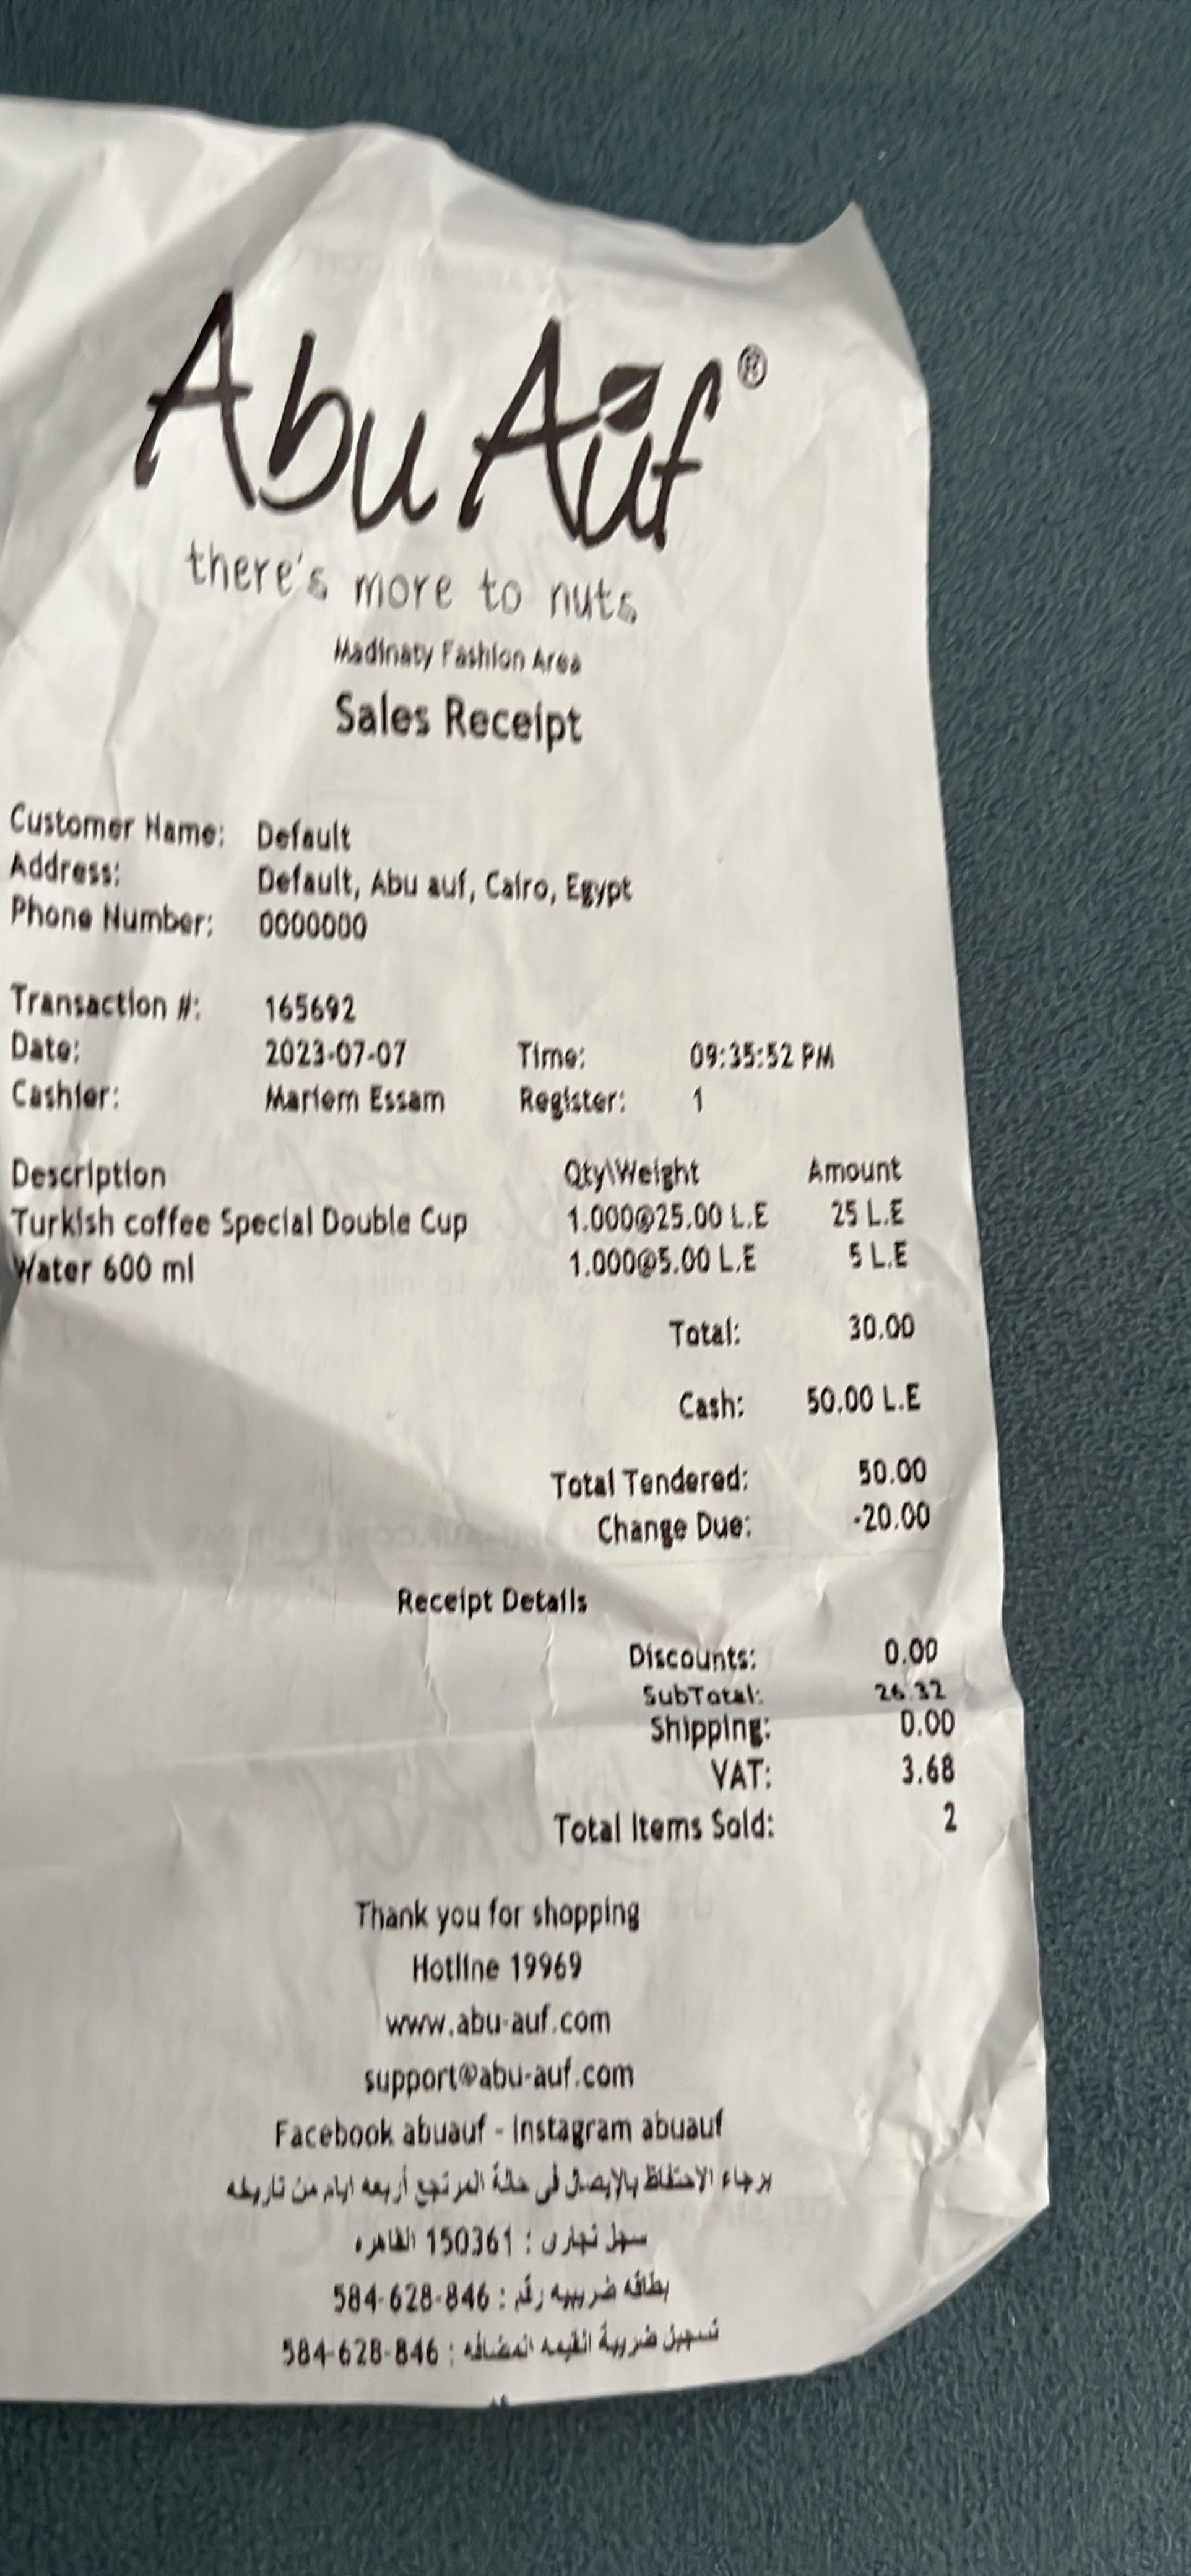 Abu Auf®
there's more to nuts
Madinaty Fashion Area
Sales Receipt
Customer Name: Default
Address: Default, Abu auf, Cairo, Egypt
Phone Number: 0000000
Transaction #: 165692
Date: 2023-07-07 Time: 09:35:52 PM
Cashier: Mariem Essam Register: 1
Description Qty\Weight Amount
Turkish coffee Special Double Cup 1.000@25.00 L.E 25 L.E
Water 600 ml 1.000@5.00 L.E 5 L.E
Total: 30.00
Cash: 50.00 L.E
Total Tendered: 50.00
Change Due: -20.00
Receipt Details
Discounts: 0.00
SubTotal: 26.32
Shipping: 0.00
VAT: 3.68
Total Items Sold: 2
Thank you for shopping
Hotline 19969
www.abu-auf.com
support@abu-auf.com
Facebook abuauf - Instagram abuauf
برجاء الاحتفاظ بالإيصال فى حالة المرتجع أربعه ايام من تاريخه
سجل تجارى : 150361 القاهره
بطاقه ضريبيه رقم : 584-628-846
تسجيل ضريبة القيمه المضافه : 584-628-846